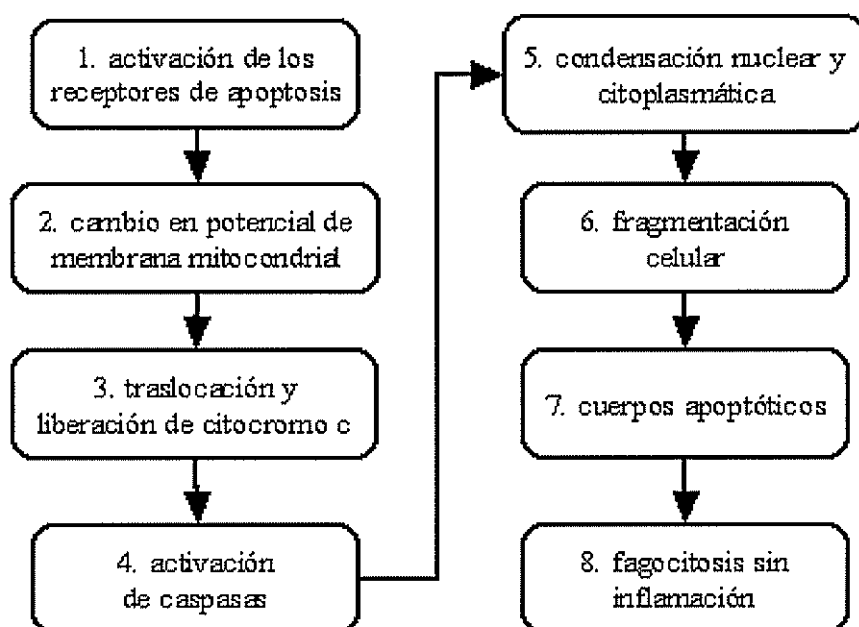 1. activación de los
receptores de apoptosis
2. cambio en potencial de
membrana mitocondrial
3. traslocación y
liberación de citocromo c
4. activación
de caspasas
5. condensación nuclear y
citoplasmática
6. fragmentación
celular
7. cuerpos apoptóticos
8. fagocitosis sin
inflamación